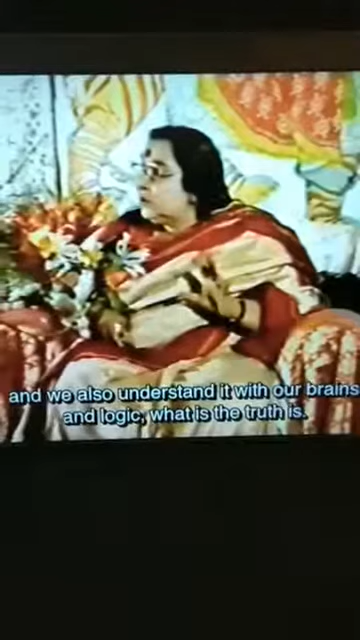 and we also understand it with our brains
and logic, what is the truth is.